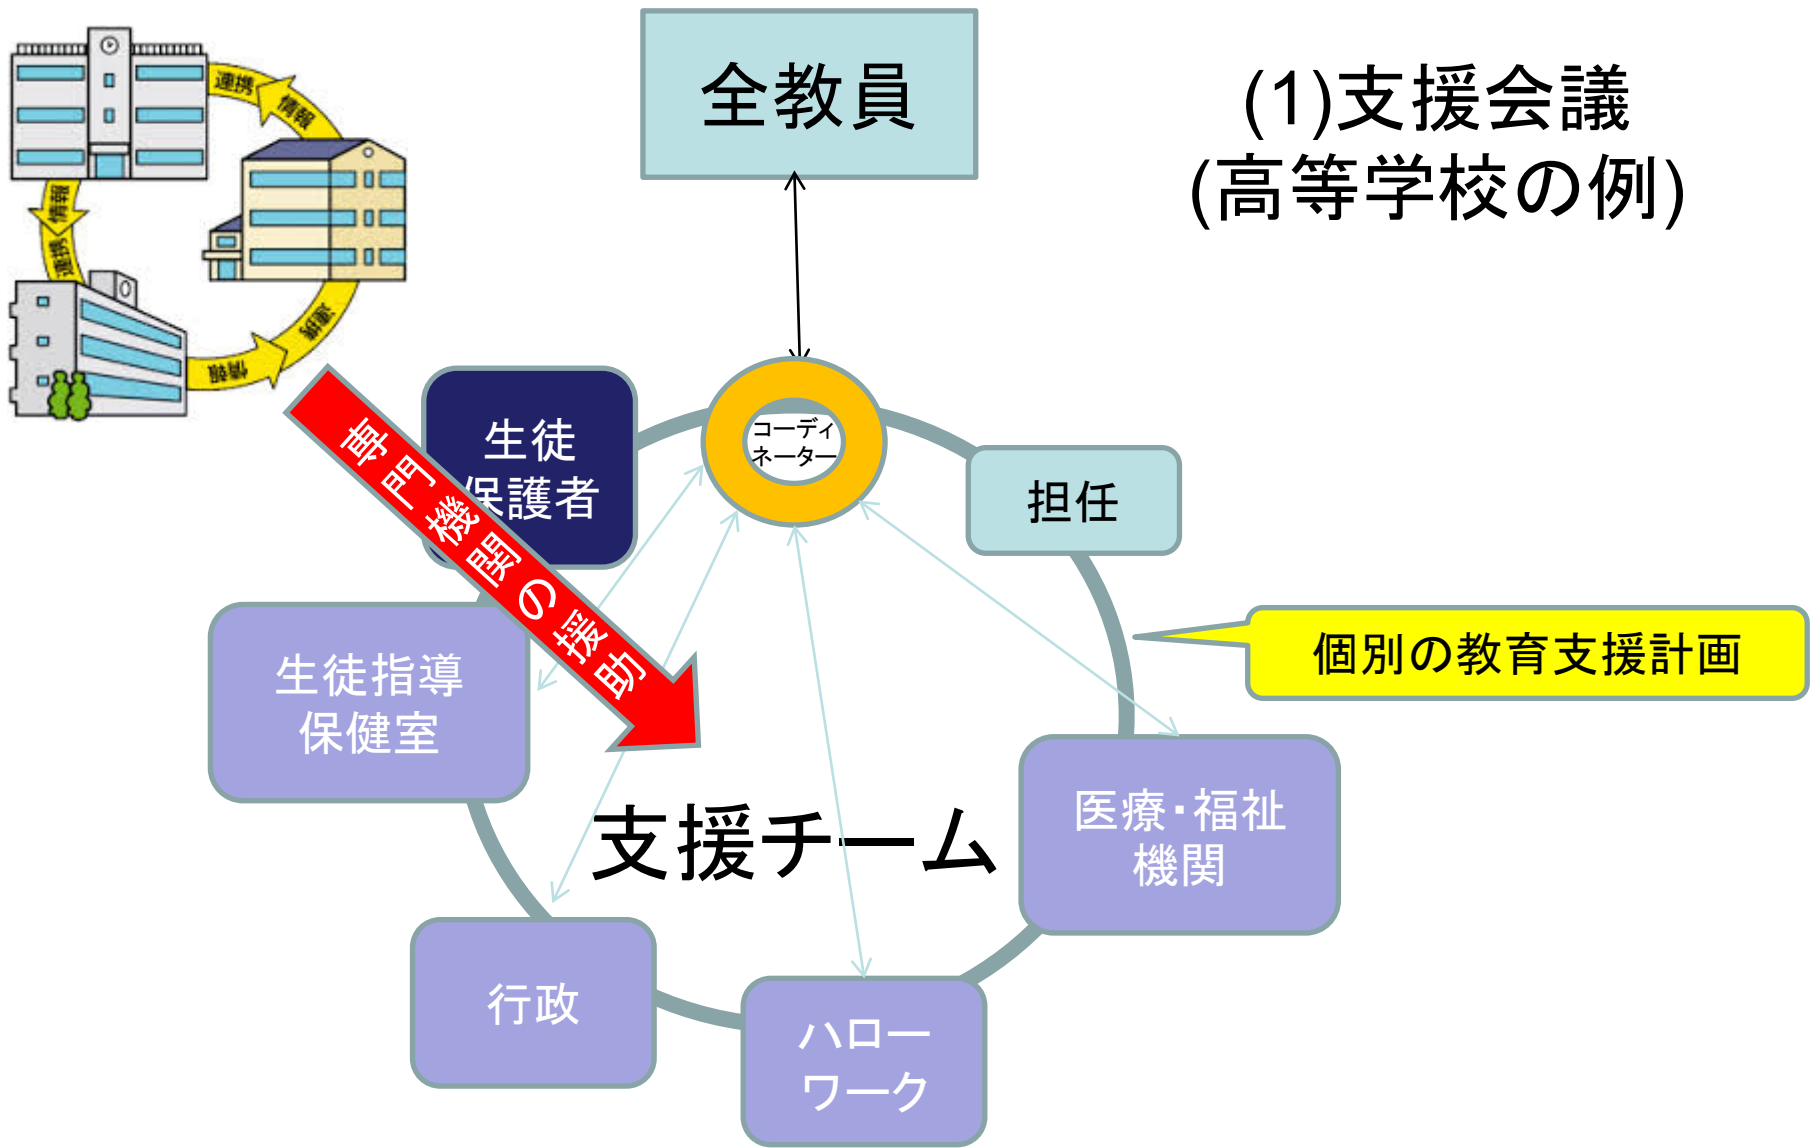 全教員
(1)支援会議
(高等学校の例)
連携
情報
情報
連携
連携
情報
コーディ
ネーター
生徒
保護者
担任
専門機関の援助
個別の教育支援計画
生徒指導
保健室
支援チーム
医療・福祉
機関
行政
ハロー
ワーク